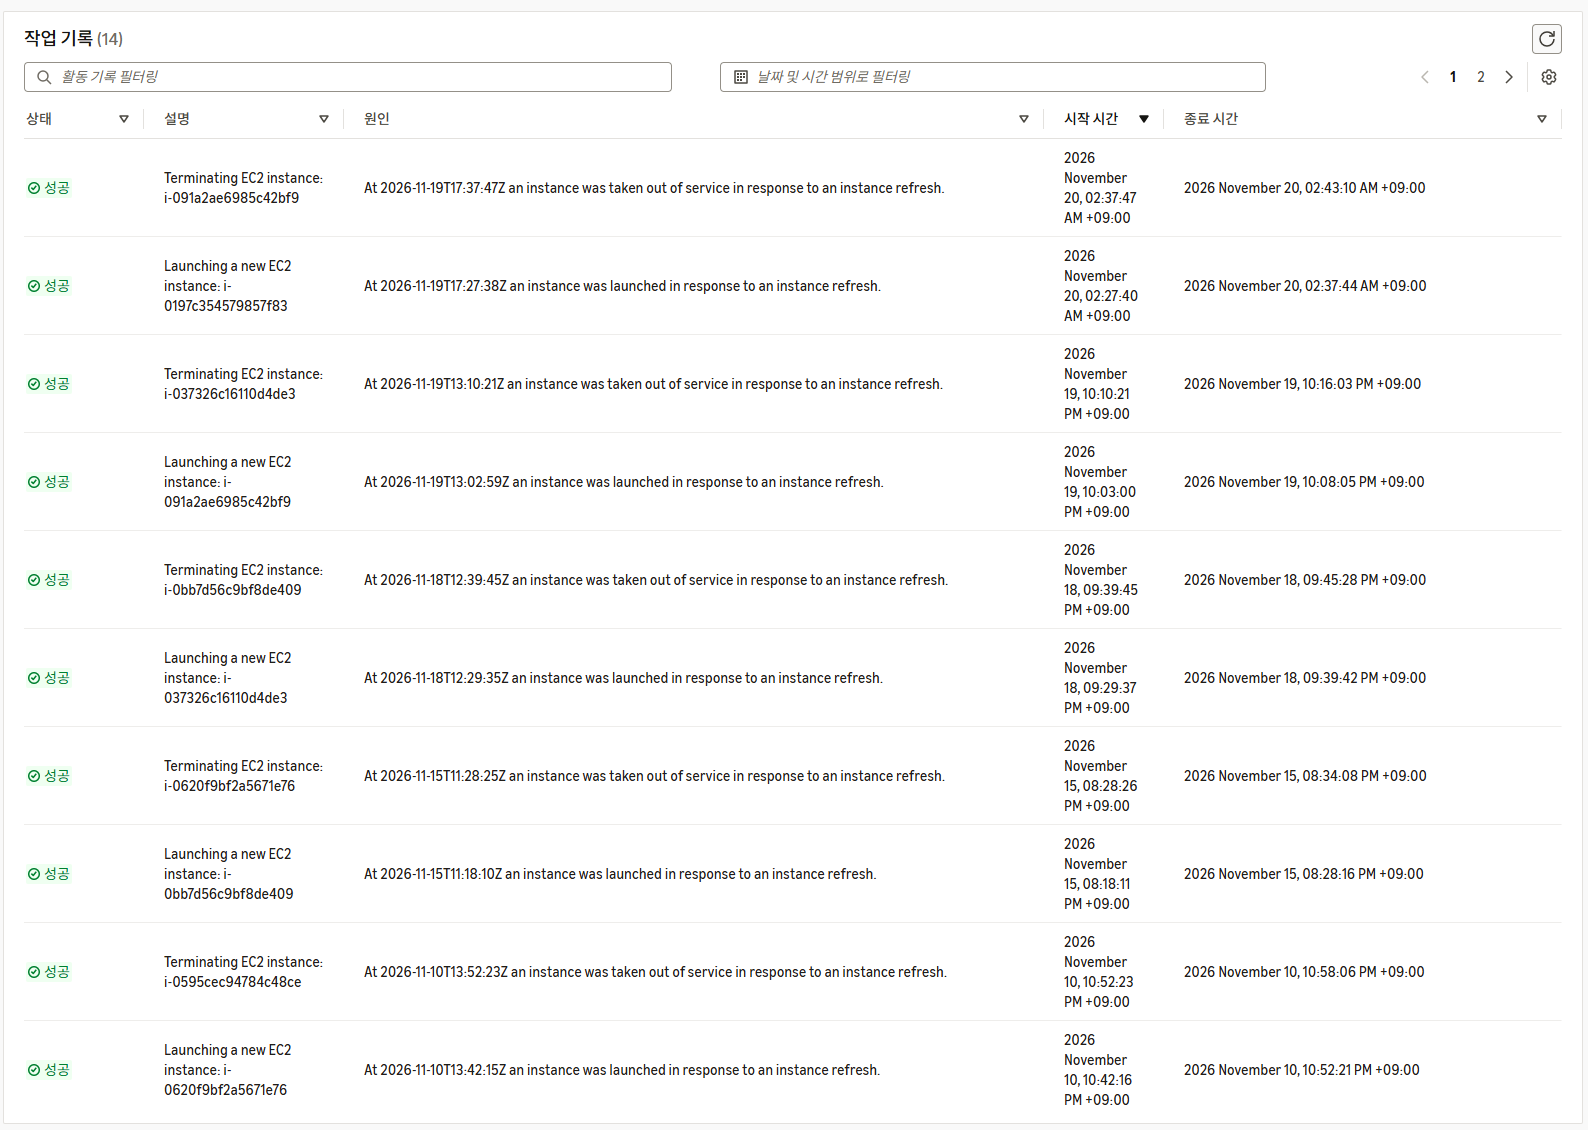 작업 기록 (14)
활동 기록 필터링
날짜 및 시간 범위로 필터링
1 2
상태 설명 원인 시작 시간 종료 시간
성공
Terminating EC2 instance:
i-091a2ae6985c42bf9
At 2026-11-19T17:37:47Z an instance was taken out of service in response to an instance refresh.
2026
November
20, 02:37:47
AM +09:00
2026 November 20, 02:43:10 AM +09:00
성공
Launching a new EC2
instance: i-
0197c354579857f83
At 2026-11-19T17:27:38Z an instance was launched in response to an instance refresh.
2026
November
20, 02:27:40
AM +09:00
2026 November 20, 02:37:44 AM +09:00
성공
Terminating EC2 instance:
i-037326c16110d4de3
At 2026-11-19T13:10:21Z an instance was taken out of service in response to an instance refresh.
2026
November
19, 10:10:21
PM +09:00
2026 November 19, 10:16:03 PM +09:00
성공
Launching a new EC2
instance: i-
091a2ae6985c42bf9
At 2026-11-19T13:02:59Z an instance was launched in response to an instance refresh.
2026
November
19, 10:03:00
PM +09:00
2026 November 19, 10:08:05 PM +09:00
성공
Terminating EC2 instance:
i-0bb7d56c9bf8de409
At 2026-11-18T12:39:45Z an instance was taken out of service in response to an instance refresh.
2026
November
18, 09:39:45
PM +09:00
2026 November 18, 09:45:28 PM +09:00
성공
Launching a new EC2
instance: i-
037326c16110d4de3
At 2026-11-18T12:29:35Z an instance was launched in response to an instance refresh.
2026
November
18, 09:29:37
PM +09:00
2026 November 18, 09:39:42 PM +09:00
성공
Terminating EC2 instance:
i-0620f9bf2a5671e76
At 2026-11-15T11:28:25Z an instance was taken out of service in response to an instance refresh.
2026
November
15, 08:28:26
PM +09:00
2026 November 15, 08:34:08 PM +09:00
성공
Launching a new EC2
instance: i-
0bb7d56c9bf8de409
At 2026-11-15T11:18:10Z an instance was launched in response to an instance refresh.
2026
November
15, 08:18:11
PM +09:00
2026 November 15, 08:28:16 PM +09:00
성공
Terminating EC2 instance:
i-0595cec94784c48ce
At 2026-11-10T13:52:23Z an instance was taken out of service in response to an instance refresh.
2026
November
10, 10:52:23
PM +09:00
2026 November 10, 10:58:06 PM +09:00
성공
Launching a new EC2
instance: i-
0620f9bf2a5671e76
At 2026-11-10T13:42:15Z an instance was launched in response to an instance refresh.
2026
November
10, 10:42:16
PM +09:00
2026 November 10, 10:52:21 PM +09:00